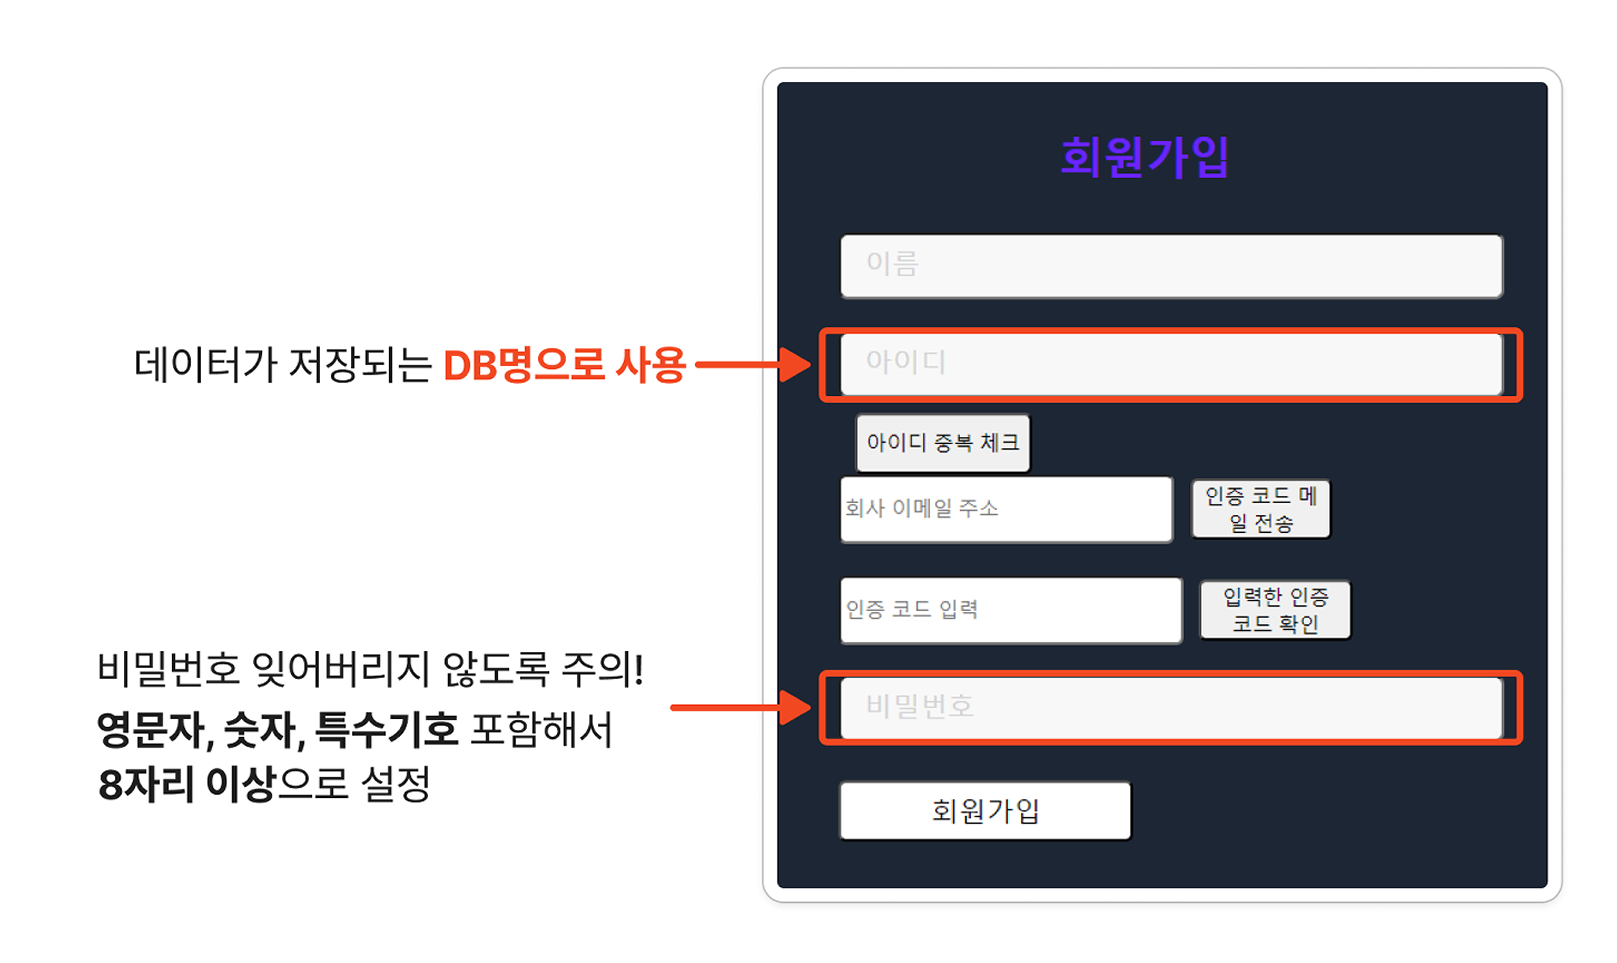 회원가입
이름
데이터가 저장되는 DB명으로 사용
아이디
아이디 중복 체크
회사 이메일 주소
인증 코드 메
일 전송
인증 코드 입력
입력한 인증
코드 확인
비밀번호 잊어버리지 않도록 주의!
영문자, 숫자, 특수기호 포함해서
8자리 이상으로 설정
비밀번호
회원가입